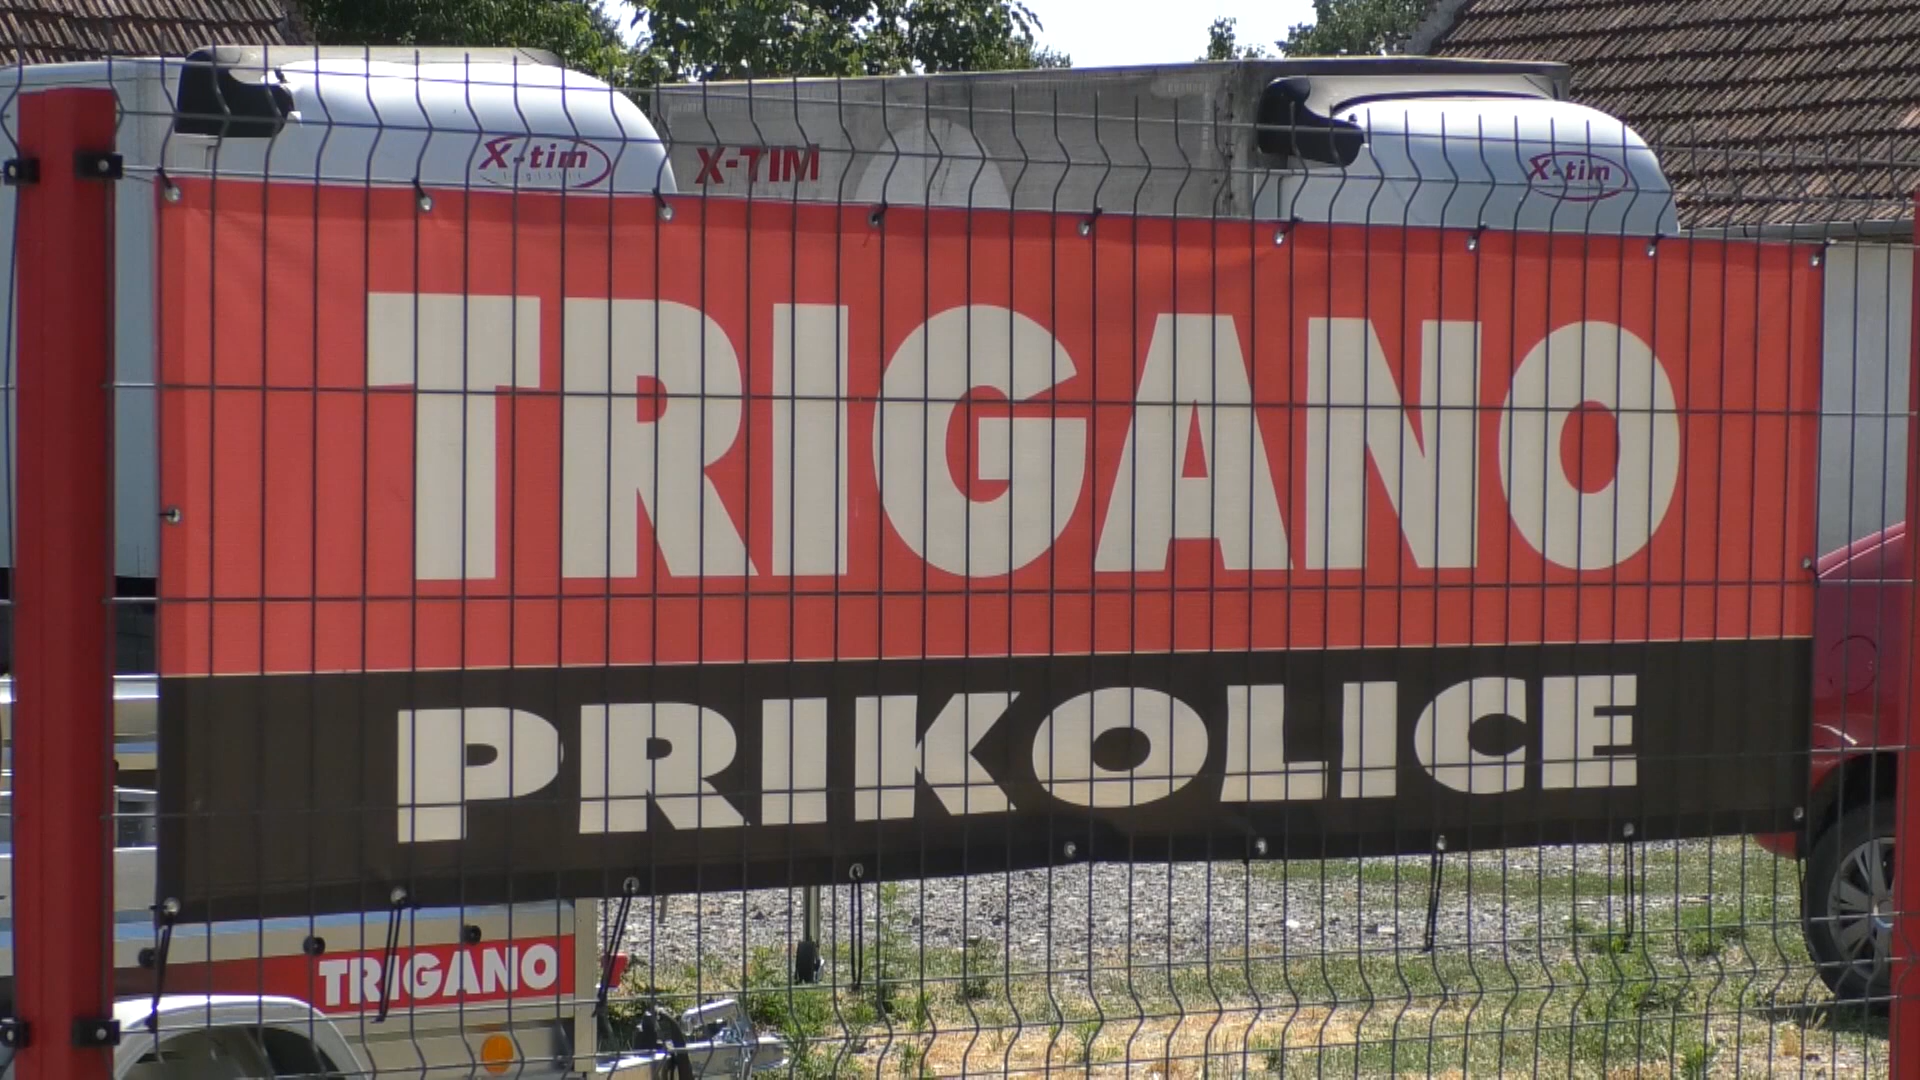 X-tim
X-TIM
X-tim
TRIGANO
PRIKOLICE
TRIGANO